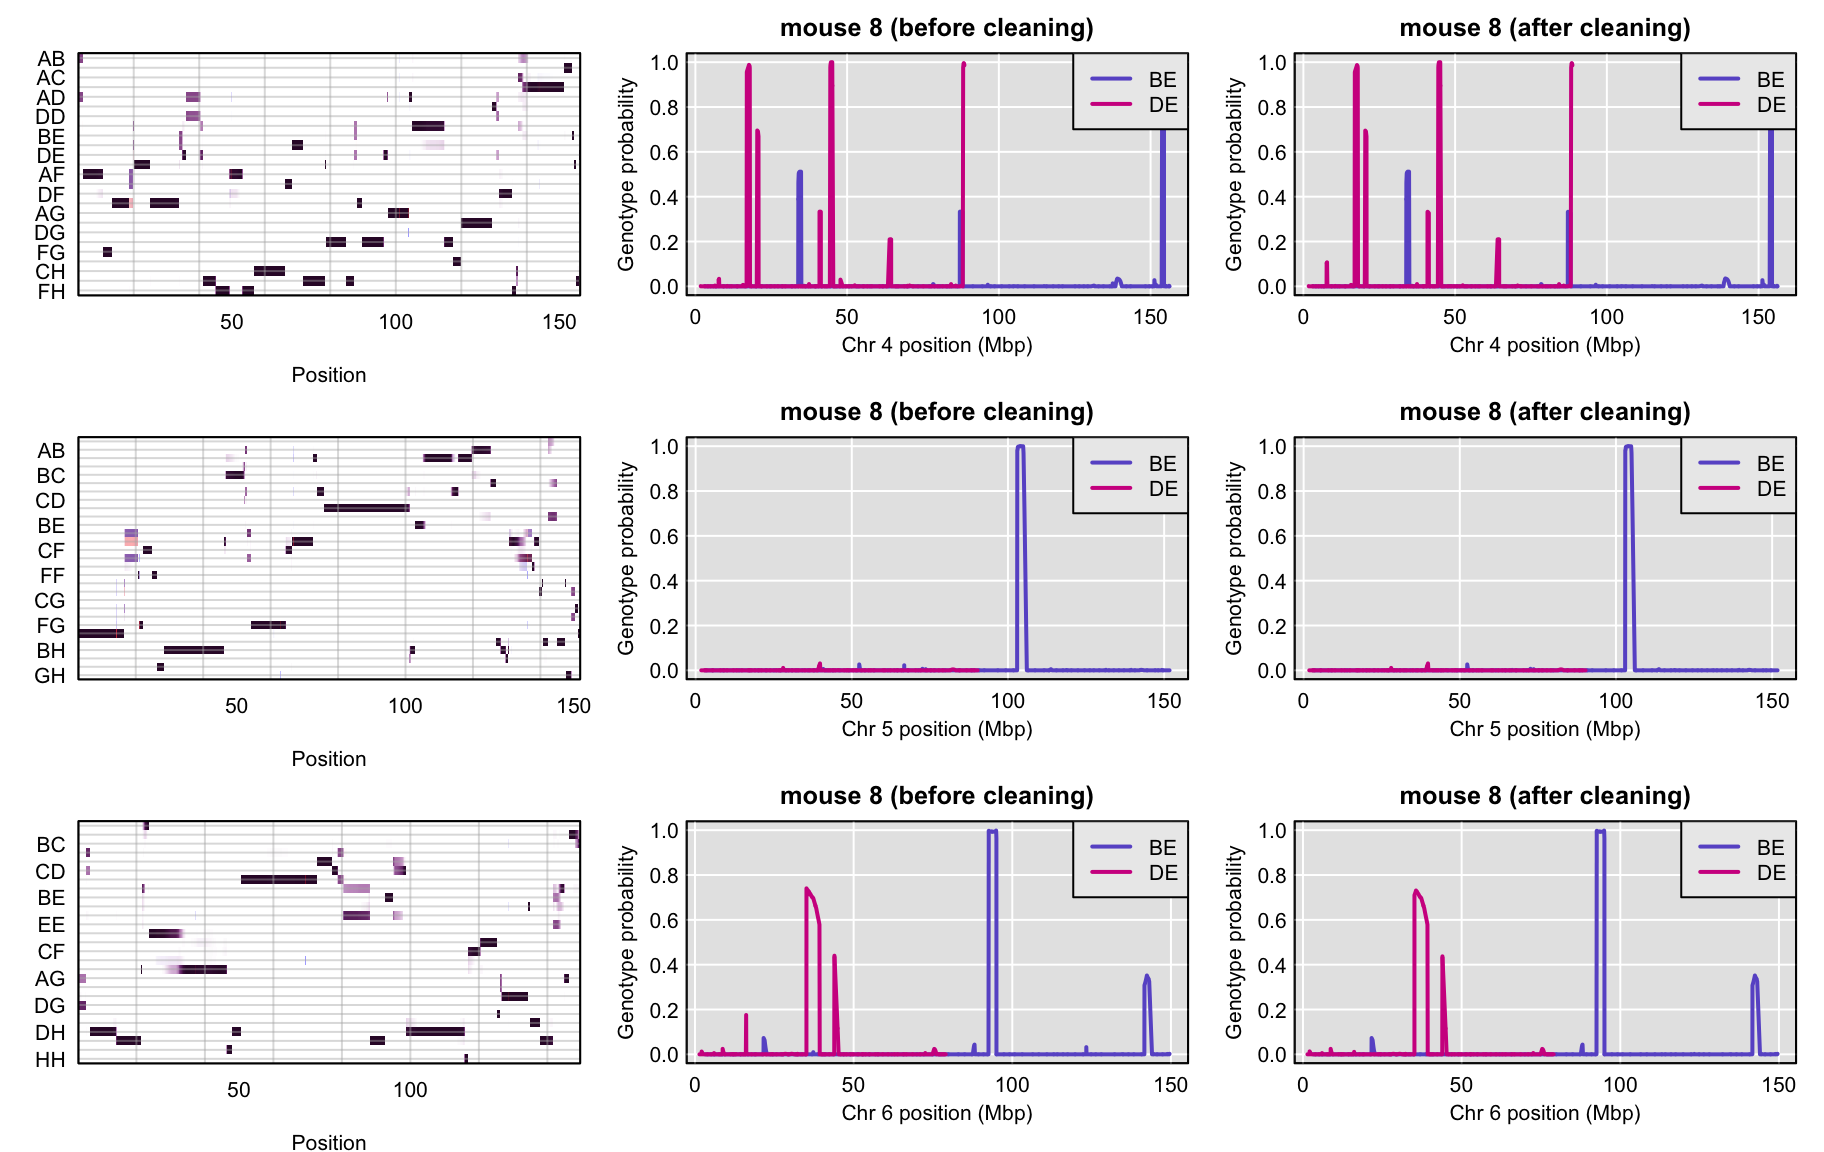 AB
AC
AD
DD
BE
DE
AF
DF
AG
DG
FG
CH
FH
50 100 150
Position
mouse 8 (before cleaning)
Genotype probability
1.0
0.8
0.6
0.4
0.2
0.0
BE
DE
0 50 100 150
Chr 4 position (Mbp)
mouse 8 (after cleaning)
Genotype probability
1.0
0.8
0.6
0.4
0.2
0.0
BE
DE
0 50 100 150
Chr 4 position (Mbp)
AB
BC
CD
BE
CF
FF
CG
FG
BH
GH
50 100 150
Position
mouse 8 (before cleaning)
Genotype probability
1.0
0.8
0.6
0.4
0.2
0.0
BE
DE
0 50 100 150
Chr 5 position (Mbp)
mouse 8 (after cleaning)
Genotype probability
1.0
0.8
0.6
0.4
0.2
0.0
BE
DE
0 50 100 150
Chr 5 position (Mbp)
BC
CD
BE
EE
CF
AG
DG
DH
HH
50 100
Position
mouse 8 (before cleaning)
Genotype probability
1.0
0.8
0.6
0.4
0.2
0.0
BE
DE
0 50 100 150
Chr 6 position (Mbp)
mouse 8 (after cleaning)
Genotype probability
1.0
0.8
0.6
0.4
0.2
0.0
BE
DE
0 50 100 150
Chr 6 position (Mbp)